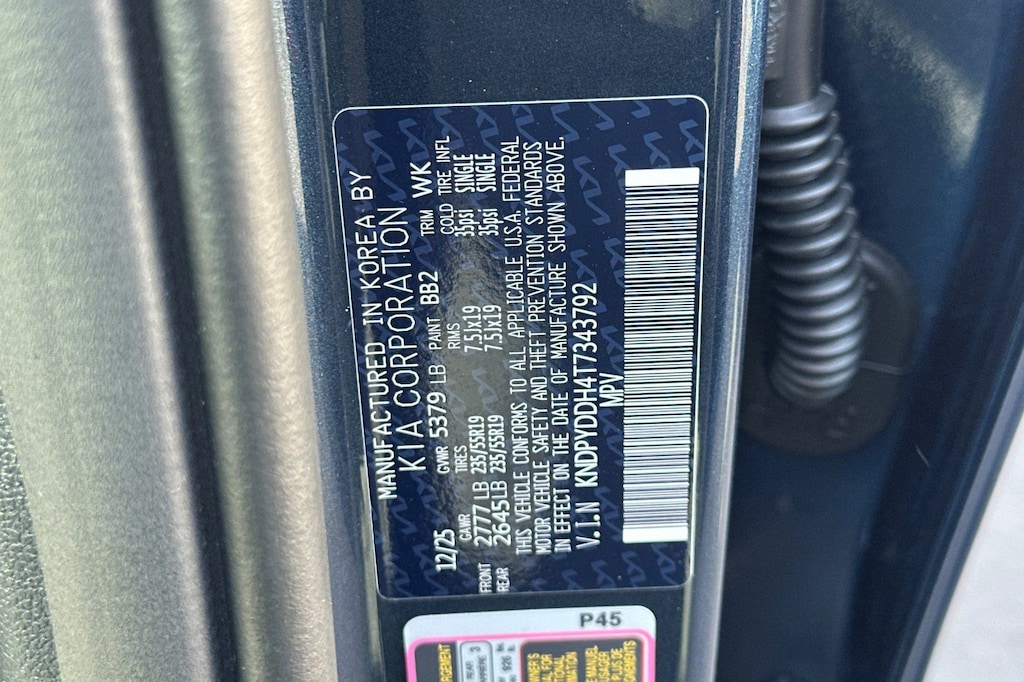 MANUFACTURED IN KOREA BY
KIA CORPORATION
12/25 GVWR 5379 LB PAINT BB2 TRIM WK
GAWR TIRES RIMS COLD TIRE INFL
FRONT 2777 LB 235/55R19 7.5Jx19 35psi SINGLE
REAR 2645LB 235/55R19 7.5Jx19 35psi SINGLE
THIS VEHICLE CONFORMS TO ALL APPLICABLE U.S.A. FEDERAL
MOTOR VEHICLE SAFETY AND THEFT PREVENTION STANDARDS
IN EFFECT ON THE DATE OF MANUFACTURE SHOWN ABOVE.
V.I.N KNDPYDDH4T7343792
MPV
P45
REAR
3
926